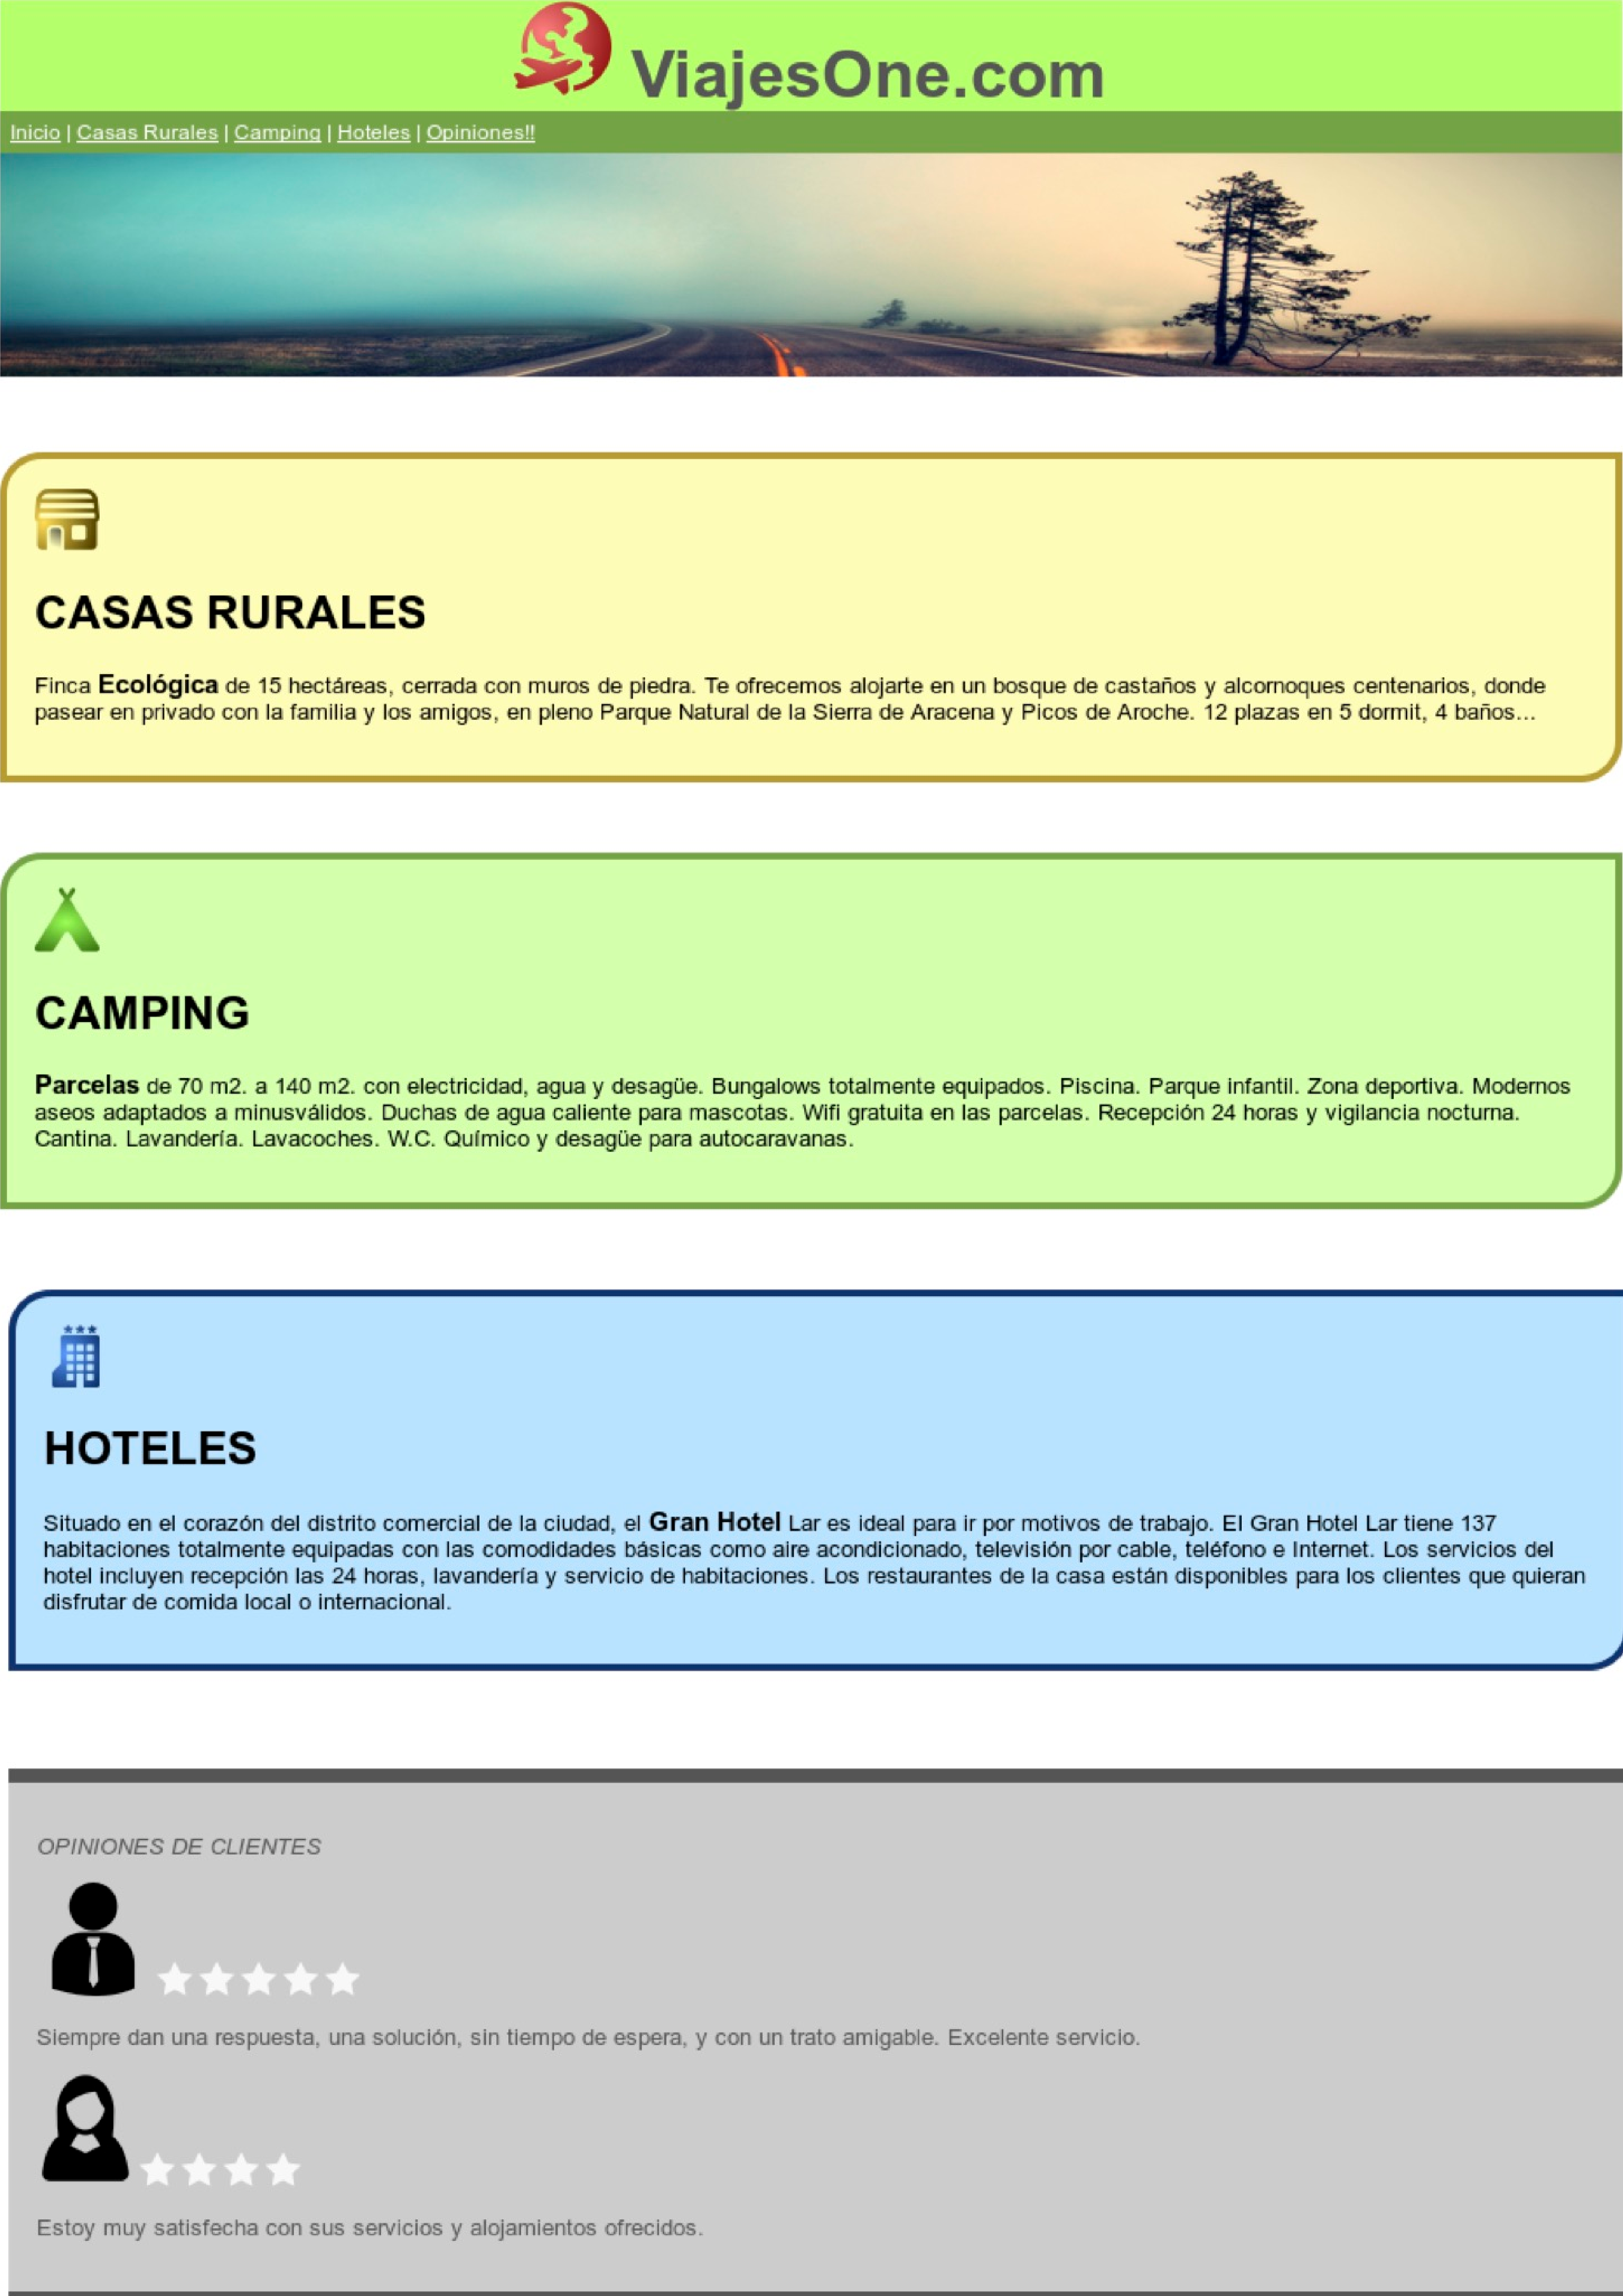 ViajesOne.com
Inicio | Casas Rurales | Camping | Hoteles | Opiniones!!
CASAS RURALES
Finca Ecológica de 15 hectáreas, cerrada con muros de piedra. Te ofrecemos alojarte en un bosque de castaños y alcornoques centenarios, donde
pasear en privado con la familia y los amigos, en pleno Parque Natural de la Sierra de Aracena y Picos de Aroche. 12 plazas en 5 dormit, 4 baños...
CAMPING
Parcelas de 70 m2. a 140 m2. con electricidad, agua y desagüe. Bungalows totalmente equipados. Piscina. Parque infantil. Zona deportiva. Modernos
aseos adaptados a minusválidos. Duchas de agua caliente para mascotas. Wifi gratuita en las parcelas. Recepción 24 horas y vigilancia nocturna.
Cantina. Lavandería. Lavacoches. W.C. Químico y desagüe para autocaravanas.
HOTELES
Situado en el corazón del distrito comercial de la ciudad, el Gran Hotel Lar es ideal para ir por motivos de trabajo. El Gran Hotel Lar tiene 137
habitaciones totalmente equipadas con las comodidades básicas como aire acondicionado, televisión por cable, teléfono e Internet. Los servicios del
hotel incluyen recepción las 24 horas, lavandería y servicio de habitaciones. Los restaurantes de la casa están disponibles para los clientes que quieran
disfrutar de comida local o internacional.
OPINIONES DE CLIENTES
Siempre dan una respuesta, una solución, sin tiempo de espera, y con un trato amigable. Excelente servicio.
Estoy muy satisfecha con sus servicios y alojamientos ofrecidos.